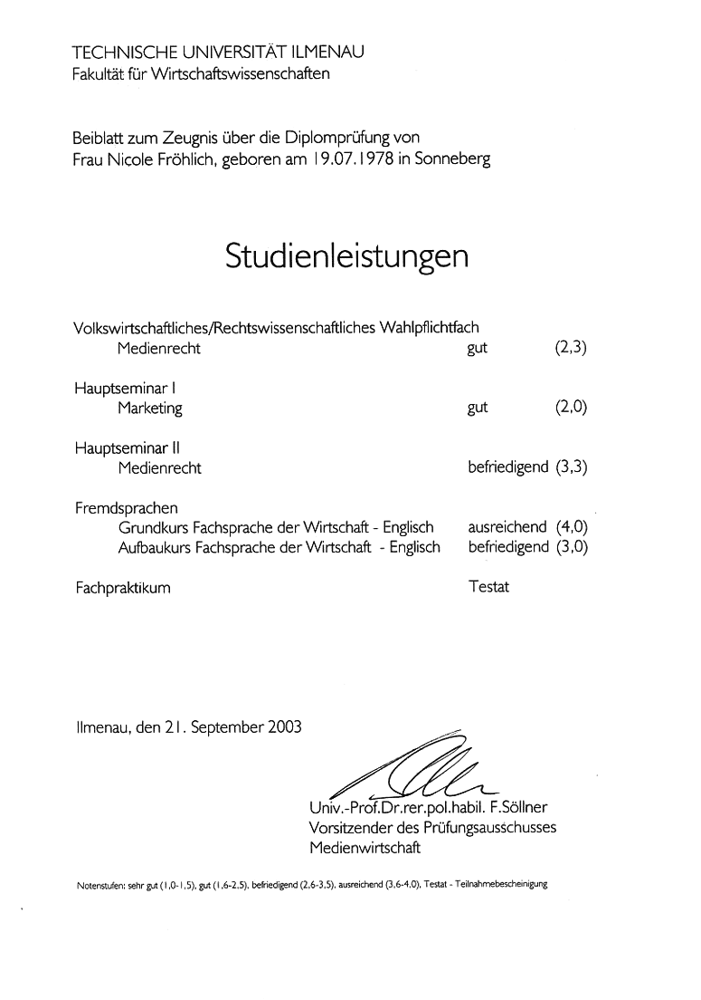 TECHNISCHE UNIVERSITÄT ILMENAU
Fakultät für Wirtschaftswissenschaften
Beiblatt zum Zeugnis über die Diplomprüfung von
Frau Nicole Fröhlich, geboren am 19.07.1978 in Sonneberg
Studienleistungen
Volkswirtschaftliches/Rechtswissenschaftliches Wahlpflichtfach
Medienrecht gut (2,3)
Hauptseminar I
Marketing gut (2,0)
Hauptseminar II
Medienrecht befriedigend (3,3)
Fremdsprachen
Grundkurs Fachsprache der Wirtschaft - Englisch ausreichend (4,0)
Aufbaukurs Fachsprache der Wirtschaft - Englisch befriedigend (3,0)
Fachpraktikum Testat
Ilmenau, den 21. September 2003
Univ.-Prof.Dr.rer.pol.habil. F.Söllner
Vorsitzender des Prüfungsausschusses
Medienwirtschaft
Notenstufen: sehr gut (1,0-1,5), gut (1,6-2,5), befriedigend (2,6-3,5), ausreichend (3,6-4,0), Testat - Teilnahmebescheinigung